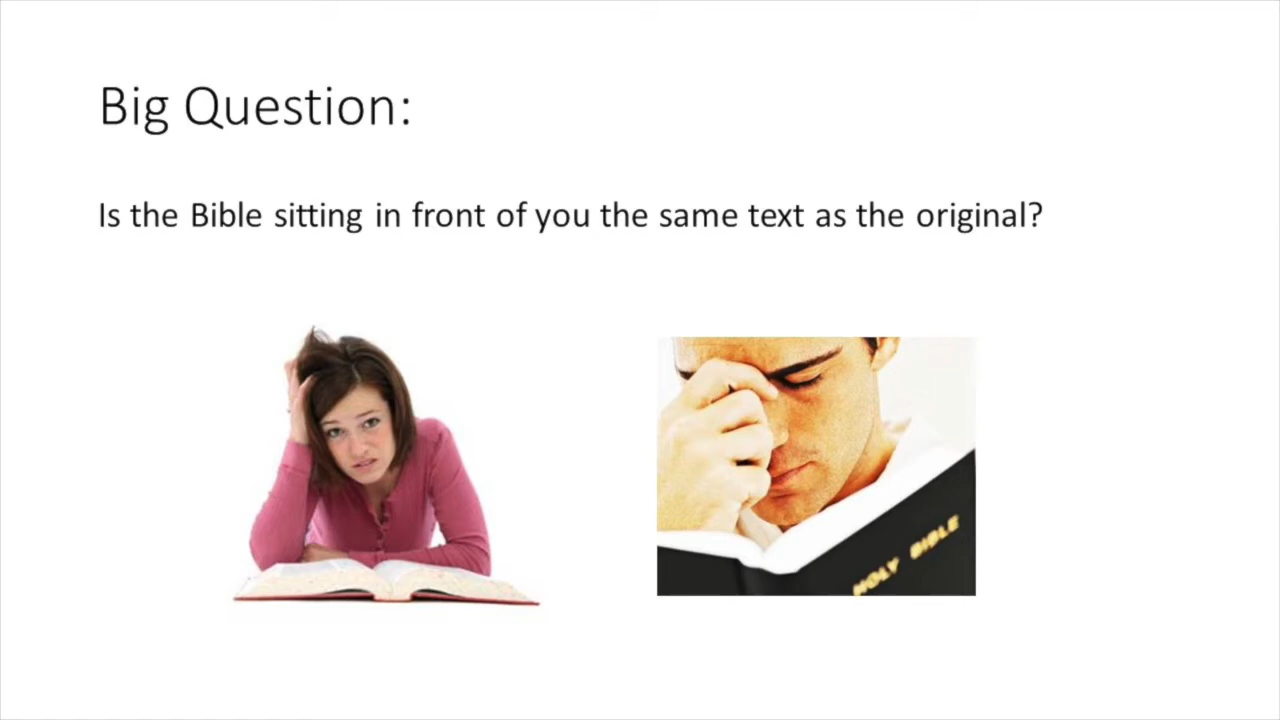 Big Question:
Is the Bible sitting in front of you the same text as the original?
HOLY BIBLE